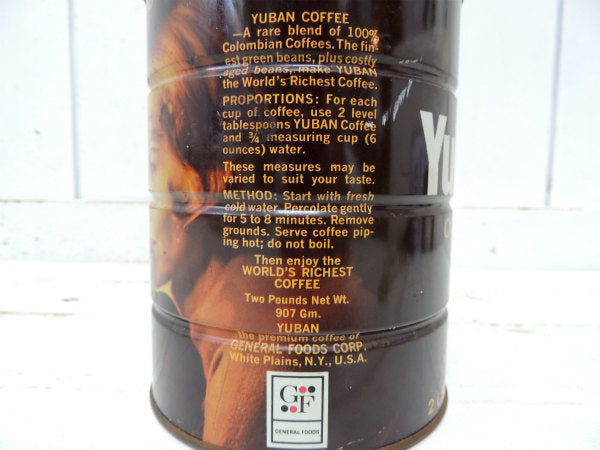 YUBAN COFFEE
—A rare blend of 100%
Colombian Coffees. The fin-
est green beans, plus costly
aged beans, make YUBAN
the World's Richest Coffee.
PROPORTIONS: For each
cup of coffee, use 2 level
tablespoons YUBAN Coffee
and ¾ measuring cup (6
ounces) water.
These measures may be
varied to suit your taste.
METHOD: Start with fresh
cold water. Percolate gently
for 5 to 8 minutes. Remove
grounds. Serve coffee pip-
ing hot; do not boil.
Then enjoy the
WORLD'S RICHEST
COFFEE
Two Pounds Net Wt.
907 Gm.
YUBAN
the premium coffee of
GENERAL FOODS CORP.
White Plains, N.Y., U.S.A.
GF
GENERAL FOODS
Yu
2